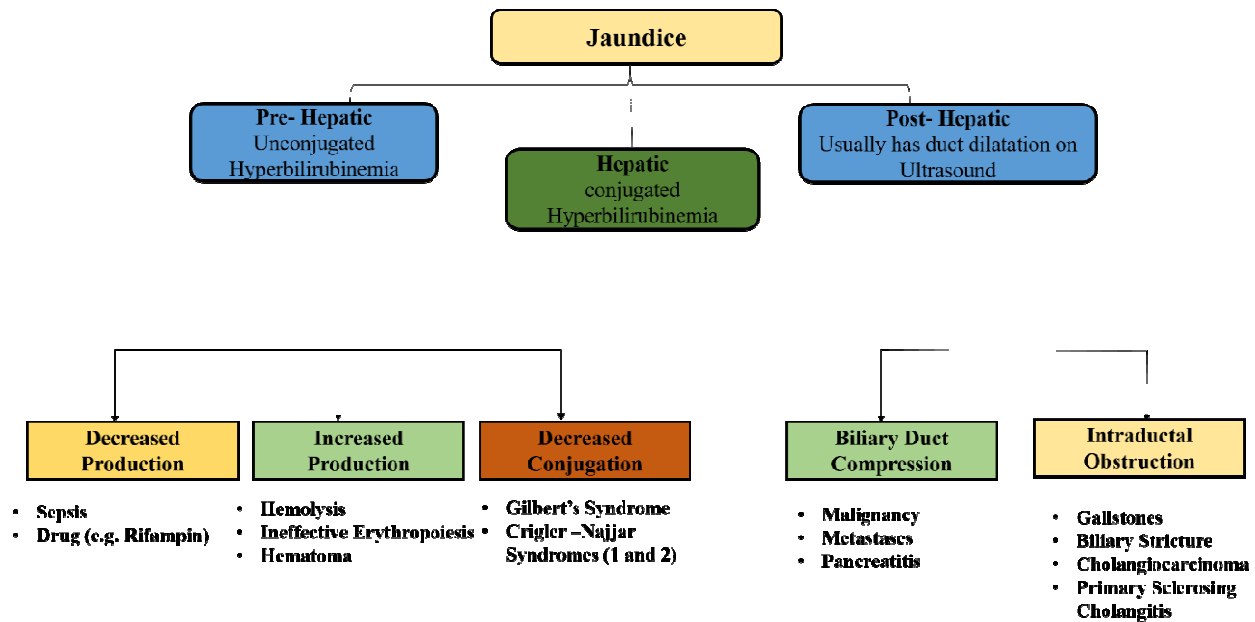 Jaundice
Pre- Hepatic
Unconjugated
Hyperbilirubinemia
Hepatic
conjugated
Hyperbilirubinemia
Post- Hepatic
Usually has duct dilatation on
Ultrasound
Decreased
Production
• Sepsis
• Drug (e.g. Rifampin)
Increased
Production
• Hemolysis
• Ineffective Erythropoiesis
• Hematoma
Decreased
Conjugation
• Gilbert's Syndrome
• Crigler –Najjar
Syndromes (1 and 2)
Biliary Duct
Compression
• Malignancy
• Metastases
• Pancreatitis
Intraductal
Obstruction
• Gallstones
• Biliary Stricture
• Cholangiocarcinoma
• Primary Sclerosing
Cholangitis